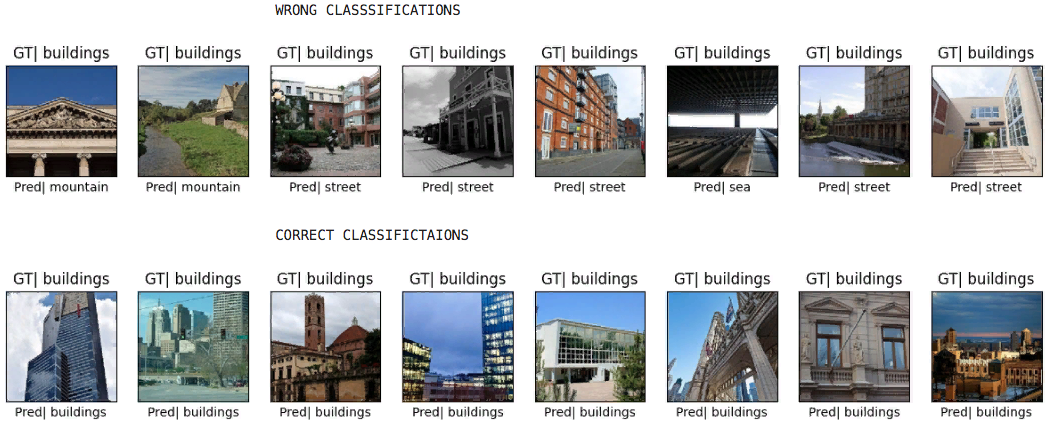 WRONG CLASSSIFICATIONS
GT| buildings GT| buildings GT| buildings GT| buildings GT| buildings GT| buildings GT| buildings GT| buildings
Pred| mountain Pred| mountain Pred| street Pred| street Pred| street Pred| sea Pred| street Pred| street
CORRECT CLASSIFICTAIONS
GT| buildings GT| buildings GT| buildings GT| buildings GT| buildings GT| buildings GT| buildings GT| buildings
Pred| buildings Pred| buildings Pred| buildings Pred| buildings Pred| buildings Pred| buildings Pred| buildings Pred| buildings